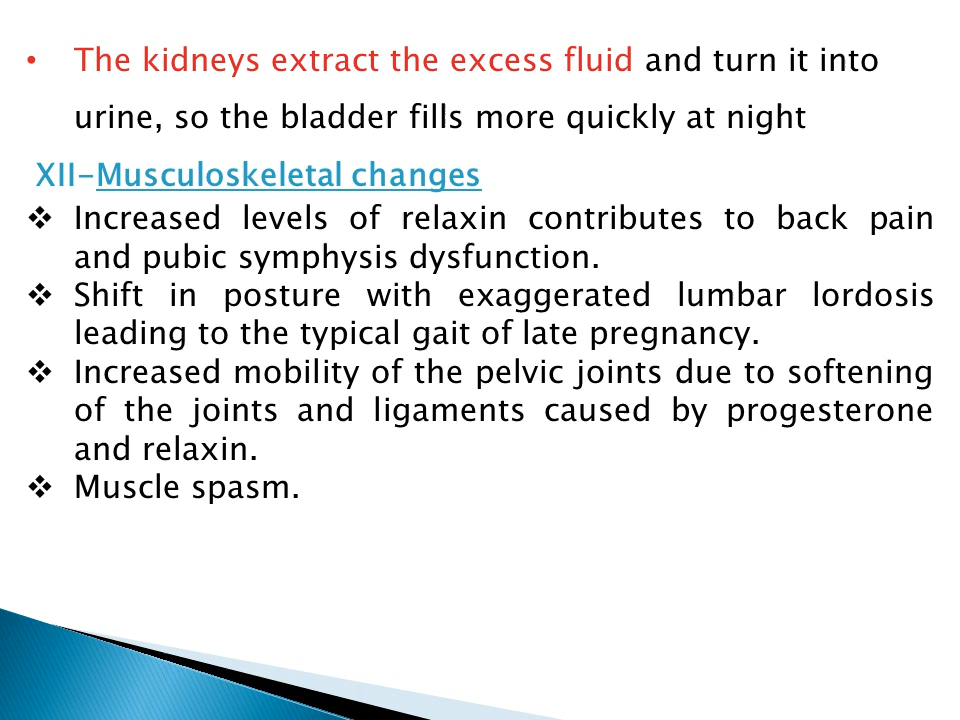 • The kidneys extract the excess fluid and turn it into
urine, so the bladder fills more quickly at night
XII-Musculoskeletal changes
❖ Increased levels of relaxin contributes to back pain
and pubic symphysis dysfunction.
❖ Shift in posture with exaggerated lumbar lordosis
leading to the typical gait of late pregnancy.
❖ Increased mobility of the pelvic joints due to softening
of the joints and ligaments caused by progesterone
and relaxin.
❖ Muscle spasm.